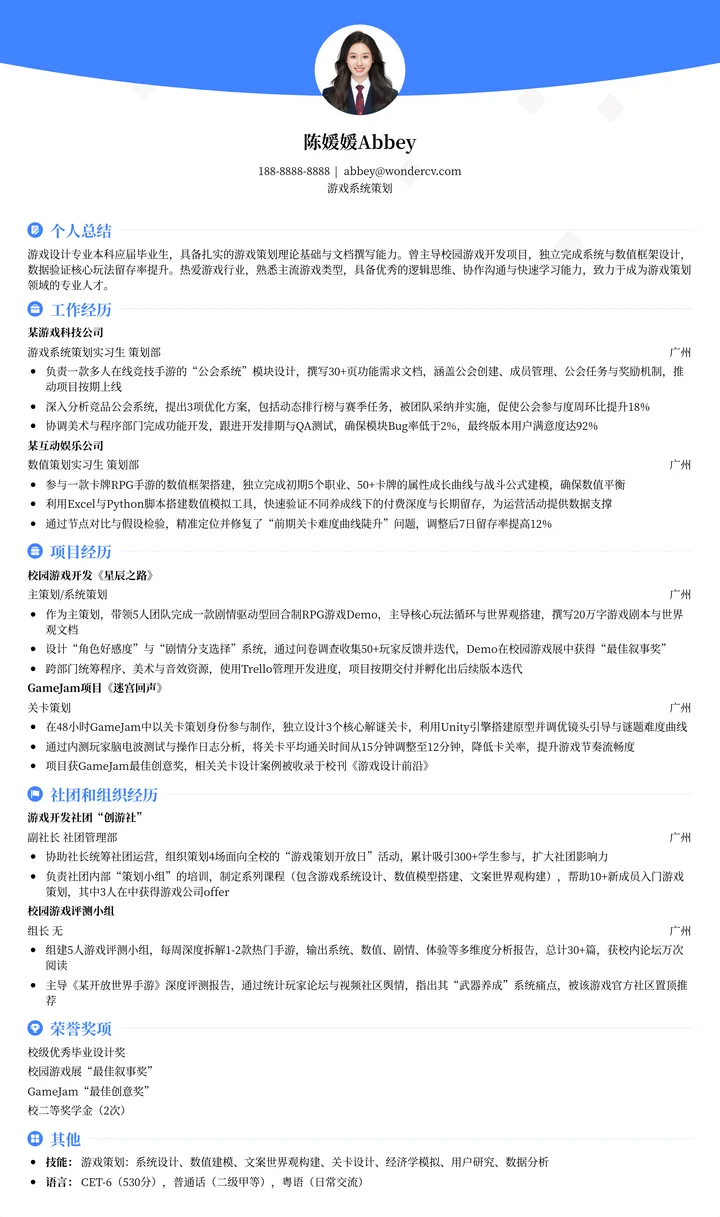 陈媛媛Abbey
188-8888-8888 | abbey@wondercv.com
游戏系统策划
个人总结
游戏设计专业本科应届毕业生，具备扎实的游戏策划理论基础与文档撰写能力。曾主导校园游戏开发项目，独立完成系统与数值框架设计，
数据验证核心玩法留存率提升。热爱游戏行业，熟悉主流游戏类型，具备优秀的逻辑思维、协作沟通与快速学习能力，致力于成为游戏策划
领域的专业人才。
工作经历
某游戏科技公司
游戏系统策划实习生 策划部 广州
• 负责一款多人在线竞技手游的“公会系统”模块设计，撰写30+页功能需求文档，涵盖公会创建、成员管理、公会任务与奖励机制，推
动项目按期上线
• 深入分析竞品公会系统，提出3项优化方案，包括动态排行榜与赛季任务，被团队采纳并实施，促使公会参与度周环比提升18%
• 协调美术与程序部门完成功能开发，跟进开发排期与QA测试，确保模块Bug率低于2%，最终版本用户满意度达92%
某互动娱乐公司
数值策划实习生 策划部 广州
• 参与一款卡牌RPG手游的数值框架搭建，独立完成初期5个职业、50+卡牌的属性成长曲线与战斗公式建模，确保数值平衡
• 利用Excel与Python脚本搭建数值模拟工具，快速验证不同养成线下的付费深度与长期留存，为运营活动提供数据支撑
• 通过节点对比与假设检验，精准定位并修复了“前期关卡难度曲线陡升”问题，调整后7日留存率提高12%
项目经历
校园游戏开发《星辰之路》
主策划/系统策划 广州
• 作为主策划，带领5人团队完成一款剧情驱动型回合制RPG游戏Demo，主导核心玩法循环与世界观搭建，撰写20万字游戏剧本与世界
观文档
• 设计“角色好感度”与“剧情分支选择”系统，通过问卷调查收集50+玩家反馈并迭代，Demo在校园游戏展中获得“最佳叙事奖”
• 跨部门统筹程序、美术与音效资源，使用Trello管理开发进度，项目按期交付并孵化出后续版本迭代
GameJam项目《迷宫回声》
关卡策划 广州
• 在48小时GameJam中以关卡策划身份参与制作，独立设计3个核心解谜关卡，利用Unity引擎搭建原型并调优镜头引导与谜题难度曲线
• 通过内测玩家脑电波测试与操作日志分析，将关卡平均通关时间从15分钟调整至12分钟，降低卡关率，提升游戏节奏流畅度
• 项目获GameJam最佳创意奖，相关关卡设计案例被收录于校刊《游戏设计前沿》
社团和组织经历
游戏开发社团“创游社”
副社长 社团管理部 广州
• 协助社长统筹社团运营，组织策划4场面向全校的“游戏策划开放日”活动，累计吸引300+学生参与，扩大社团影响力
• 负责社团内部“策划小组”的培训，制定系列课程（包含游戏系统设计、数值模型搭建、文案世界观构建），帮助10+新成员入门游戏
策划，其中3人在中获得游戏公司offer
校园游戏评测小组
组长 无 广州
• 组建5人游戏评测小组，每周深度拆解1-2款热门手游，输出系统、数值、剧情、体验等多维度分析报告，总计30+篇，获校内论坛万次
阅读
• 主导《某开放世界手游》深度评测报告，通过统计玩家论坛与视频社区舆情，指出其“武器养成”系统痛点，被该游戏官方社区置顶推
荐
荣誉奖项
校级优秀毕业设计奖
校园游戏展“最佳叙事奖”
GameJam“最佳创意奖”
校二等奖学金（2次）
其他
• 技能： 游戏策划：系统设计、数值建模、文案世界观构建、关卡设计、经济学模拟、用户研究、数据分析
• 语言： CET-6（530分），普通话（二级甲等），粤语（日常交流）